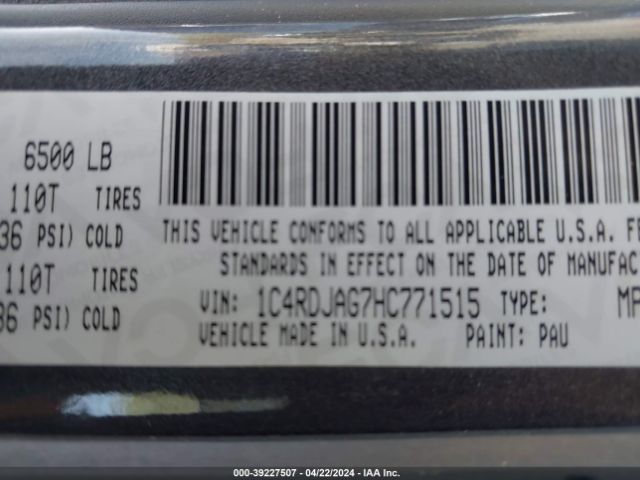 6500 LB
110T TIRES
36 PSI) COLD
110T TIRES
36 PSI) COLD
THIS VEHICLE CONFORMS TO ALL APPLICABLE U.S.A. FE
STANDARDS IN EFFECT ON THE DATE OF MANUFAC
VIN: 1C4RDJAG7HC771515 TYPE: MP
VEHICLE MADE IN U.S.A. PAINT: PAU
000-39227507 - 04/22/2024 - IAA Inc.